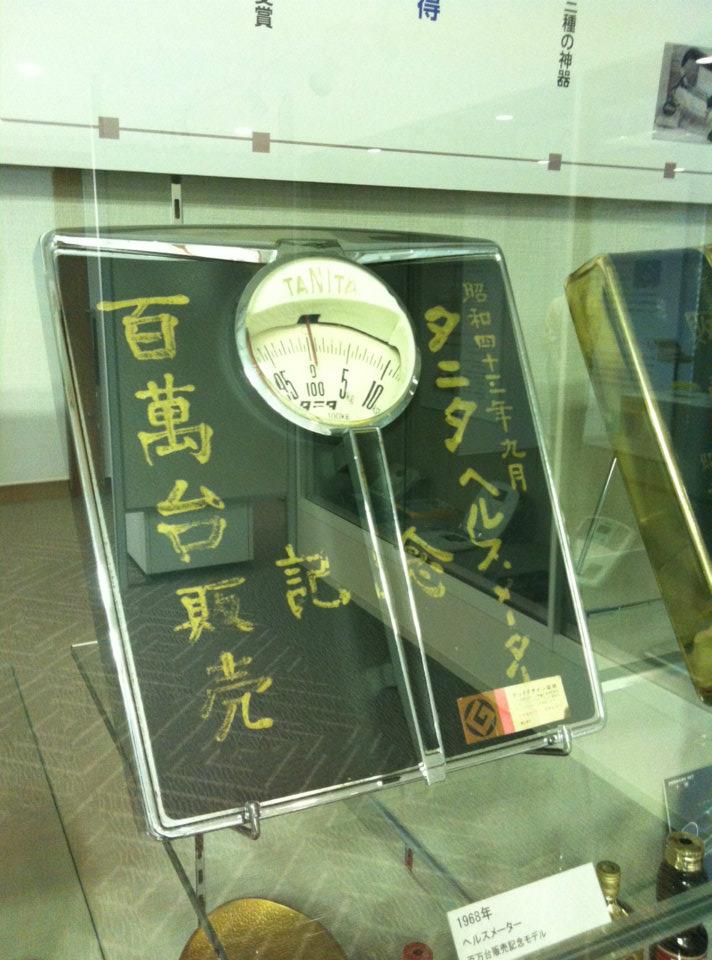 賞
得
種の神器
TANITA
95 0 5 10
100
タニタ
100KG
昭和四十三年九月
タニタヘルスメーター
百萬台販売
記念
1968年
ヘルスメーター
百万台販売記念モデル